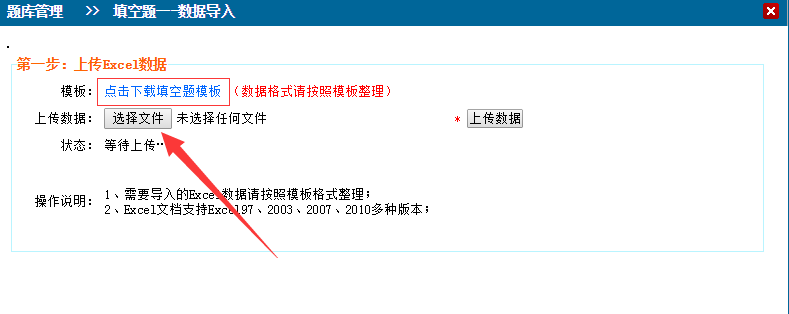 题库管理 >> 填空题——数据导入
第一步：上传Excel数据
模板： 点击下载填空题模板 （数据格式请按照模板整理）
上传数据： 选择文件 未选择任何文件 * 上传数据
状态： 等待上传…
1、需要导入的Excel数据请按照模板格式整理；
操作说明：
2、Excel文档支持Excel97、2003、2007、2010多种版本；